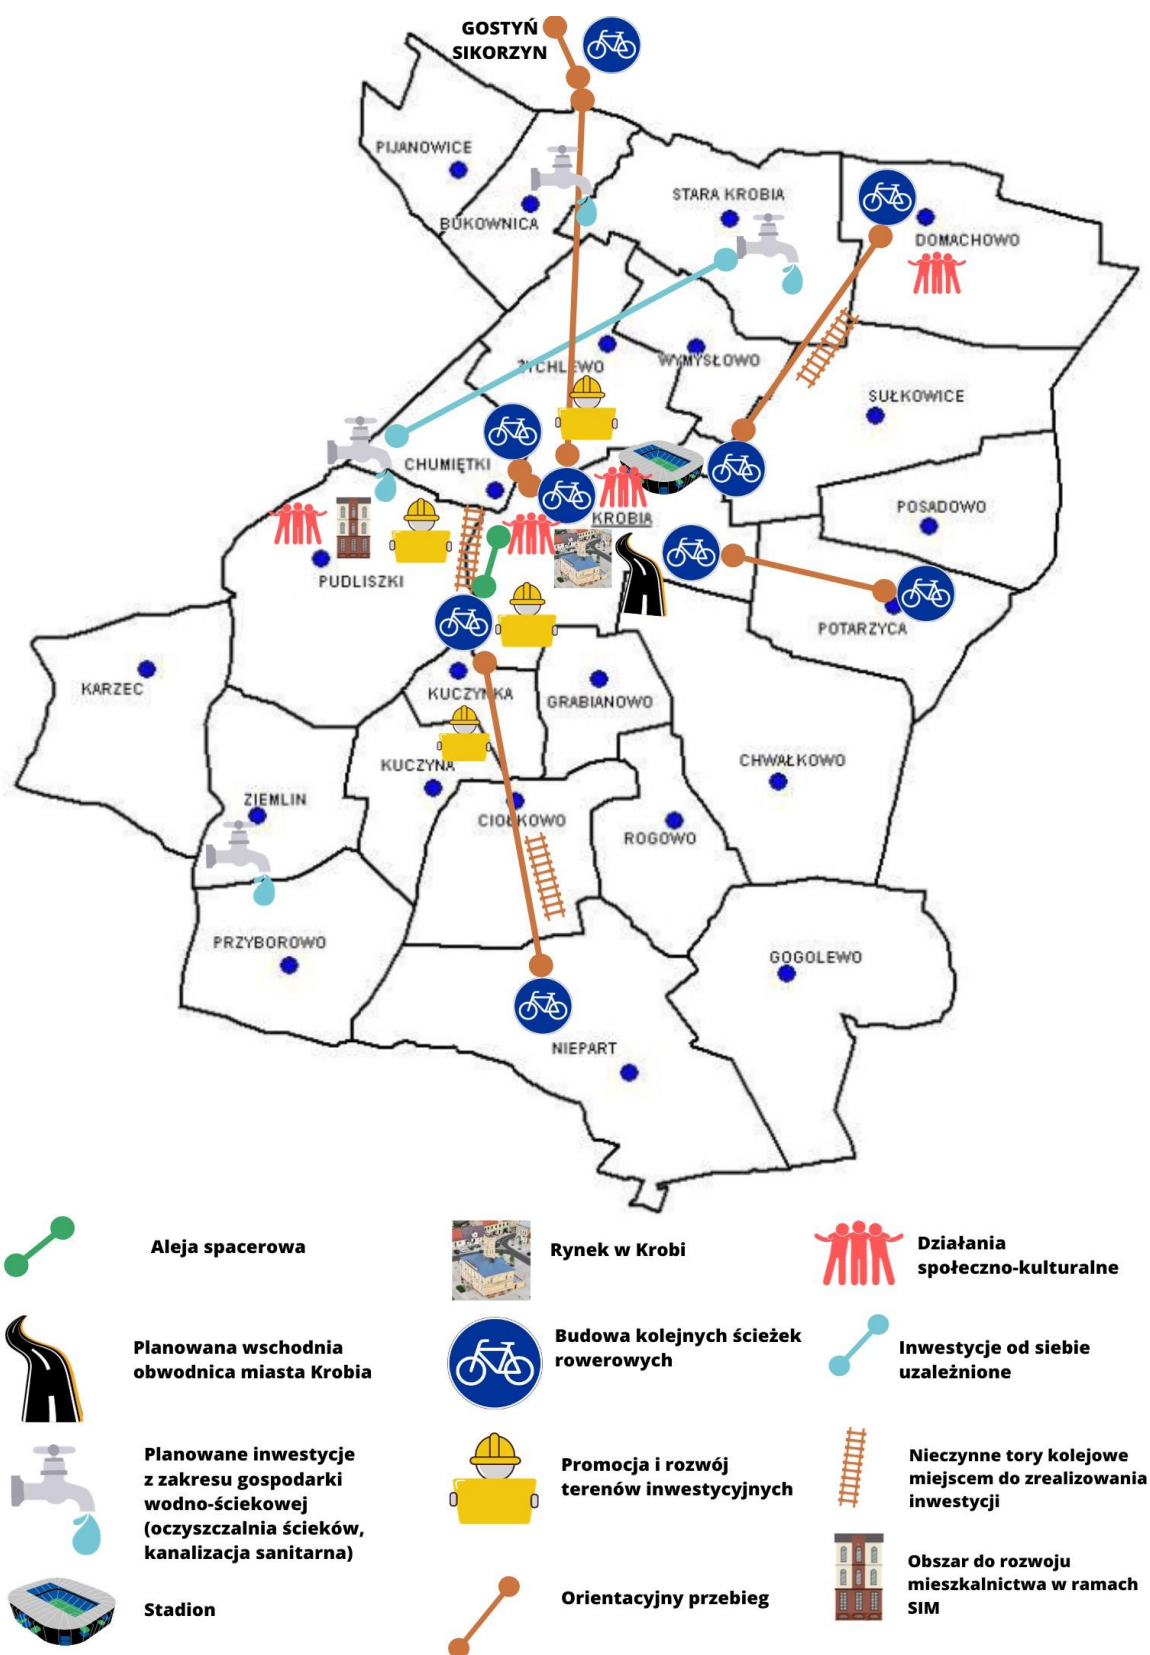 GOSTYŃ
SIKORZYN
PIJANOWICE
BUKOWNICA
STARA KROBIA
DOMACHOWO
ŻYCHLEWO
WYMYSŁOWO
SUŁKOWICE
CHUMIĘTKI
KROBIA
POSADOWO
PUDLISZKI
POTARZYCA
KARZEC
KUCZYNKA
GRABIANOWO
KUCZYNA
CHWAŁKOWO
ZIEMLIN
CIOŁKOWO
ROGOWO
PRZYBOROWO
GOGOLEWO
NIEPART
Aleja spacerowa
Rynek w Krobi
Działania
społeczno-kulturalne
Planowana wschodnia
obwodnica miasta Krobia
Budowa kolejnych ścieżek
rowerowych
Inwestycje od siebie
uzależnione
Planowane inwestycje
z zakresu gospodarki
wodno-ściekowej
(oczyszczalnia ścieków,
kanalizacja sanitarna)
Promocja i rozwój
terenów inwestycyjnych
Nieczynne tory kolejowe
miejscem do zrealizowania
inwestycji
Stadion
Orientacyjny przebieg
Obszar do rozwoju
mieszkalnictwa w ramach
SIM